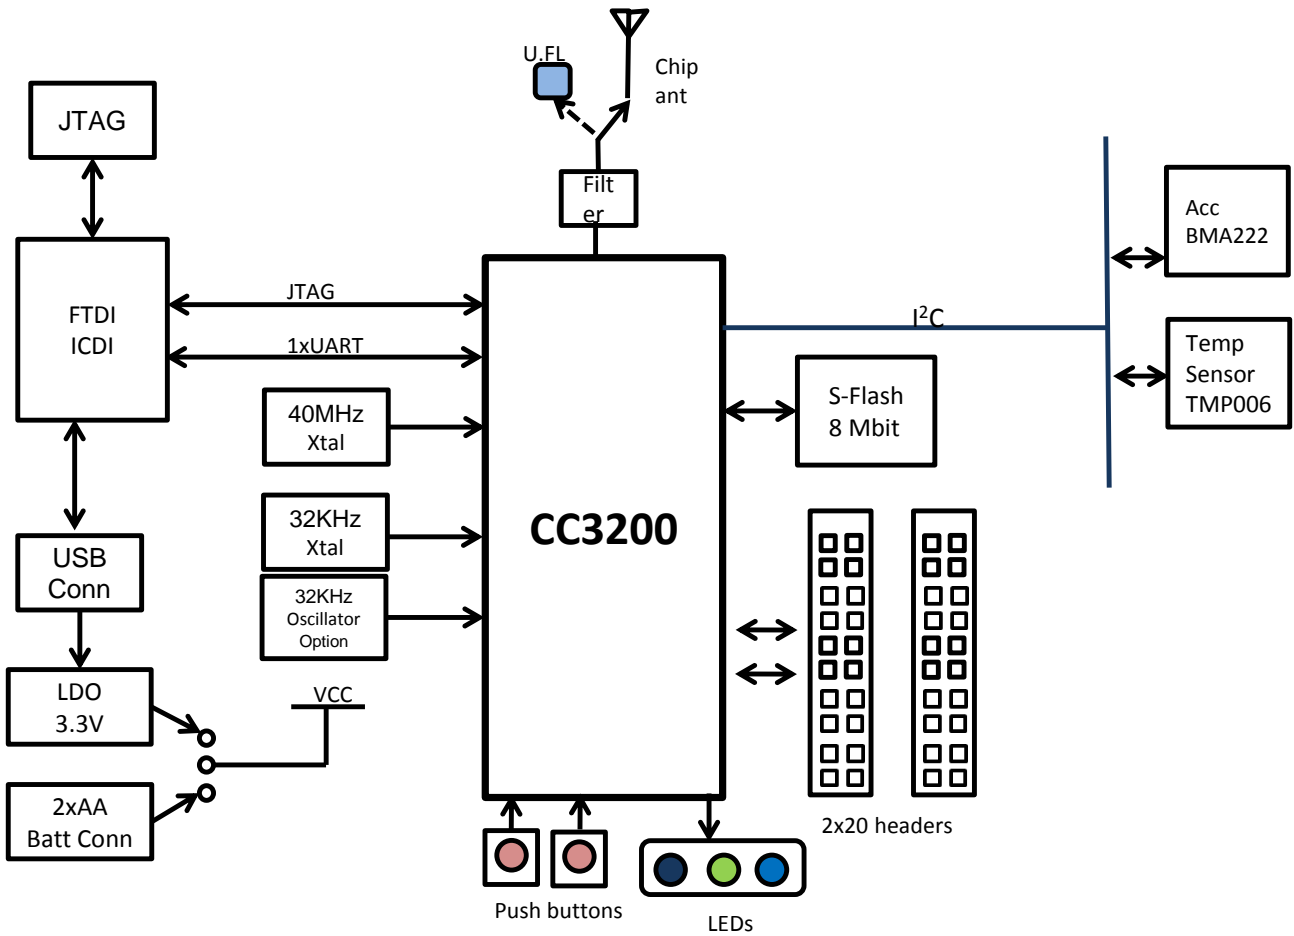 U.FL
Chip
ant
JTAG
Filt
er
Acc
BMA222
JTAG
FTDI
ICDI
1xUART
I²C
Temp
Sensor
TMP006
S-Flash
8 Mbit
40MHz
Xtal
32KHz
Xtal
CC3200
USB
Conn
32KHz
Oscillator
Option
LDO
3.3V
VCC
2xAA
Batt Conn
2x20 headers
Push buttons
LEDs